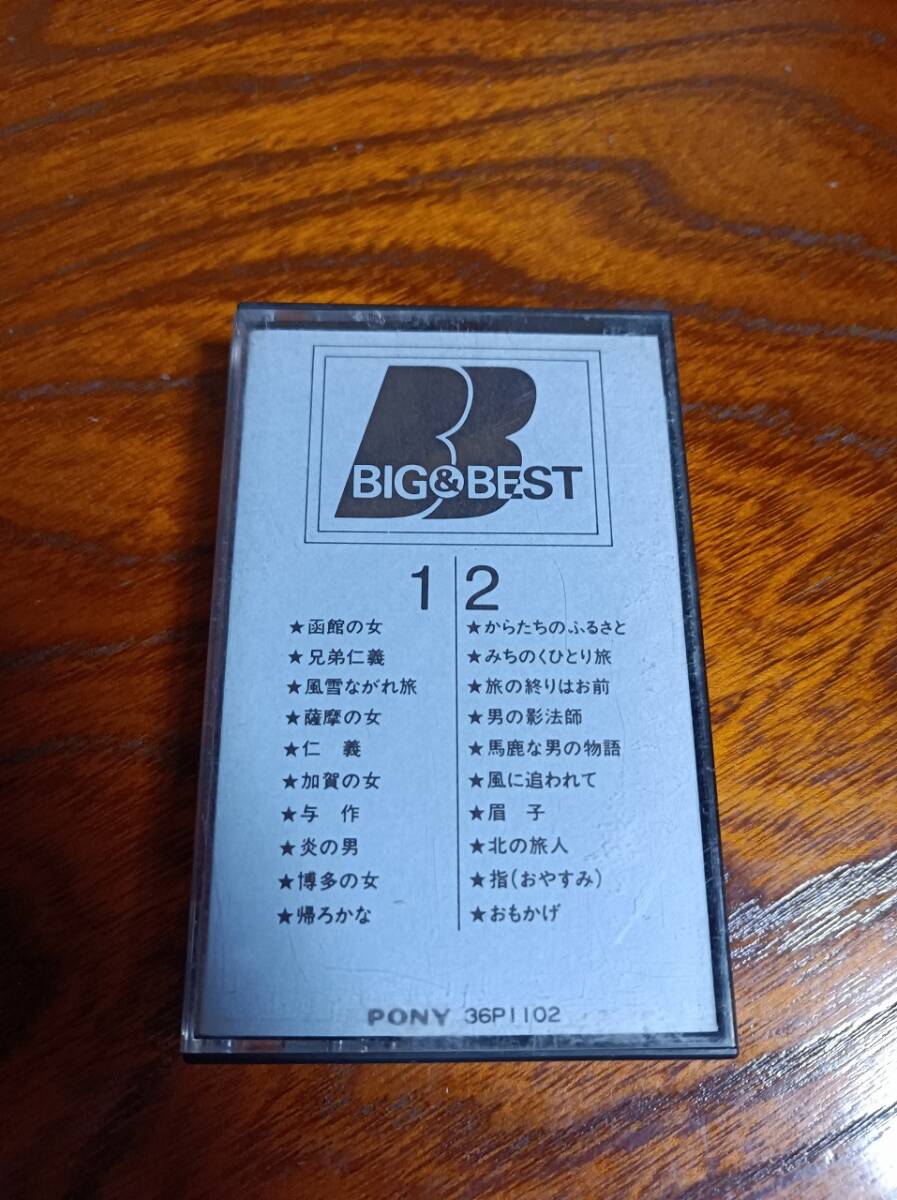 BIG&BEST
1
★函館の女
★兄弟仁義
★風雪ながれ旅
★薩摩の女
★仁 義
★加賀の女
★与 作
★炎の男
★博多の女
★帰ろかな
2
★からたちのふるさと
★みちのくひとり旅
★旅の終りはお前
★男の影法師
★馬鹿な男の物語
★風に追われて
★眉 子
★北の旅人
★指(おやすみ)
★おもかげ
PONY 36P1102